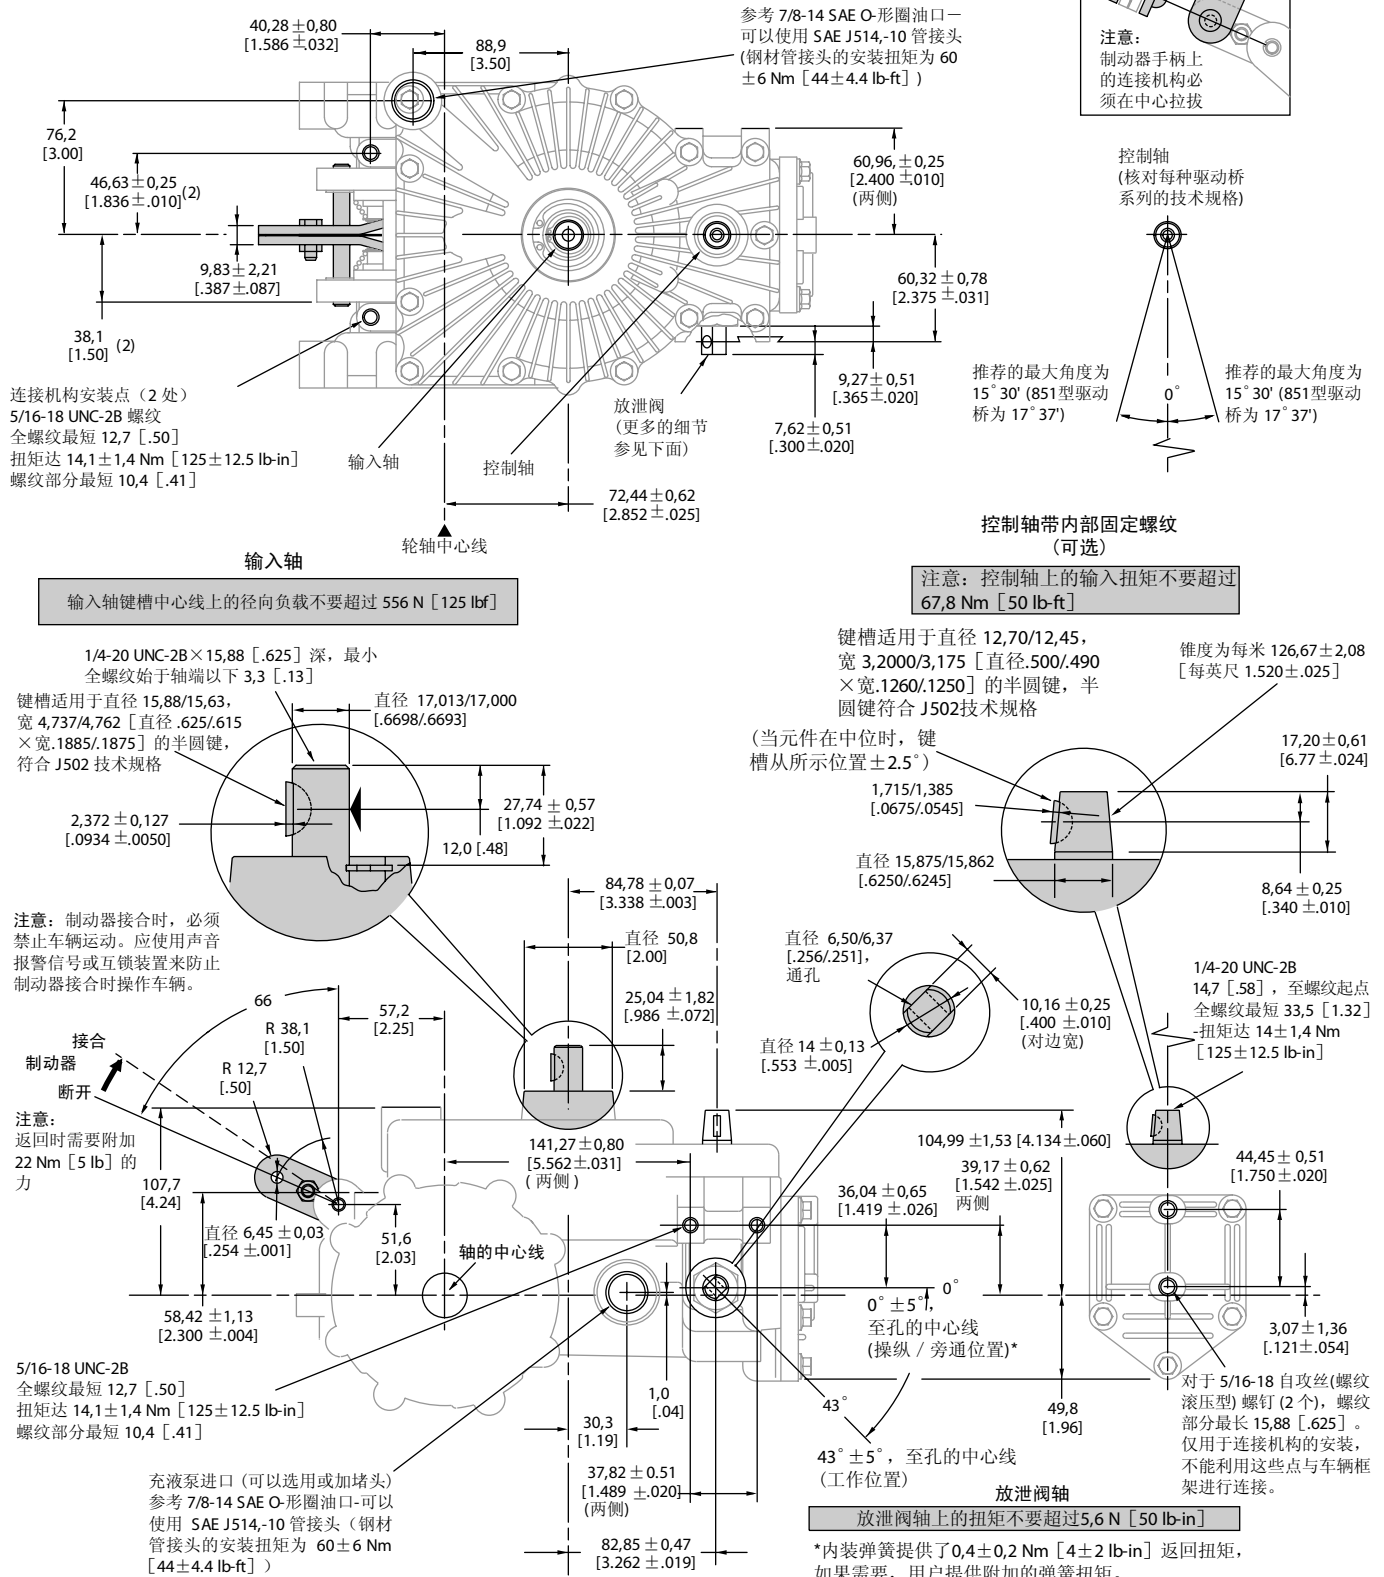 参考 7/8-14 SAE O-形圈油口—
可以使用 SAE J514,-10 管接头
(钢材管接头的安装扭矩为 60
±6 Nm [44±4.4 lb-ft] )
注意:
制动器手柄上
的连接机构必
须在中心拉拔
40,28 ±0,80
[1.586 ±.032]
88,9
[3.50]
76,2
[3.00]
46,63±0,25
[1.836±.010](2)
9,83±2,21
[.387±.087]
38,1
[1.50] (2)
60,96,±0,25
[2.400 ±.010]
(两侧)
60,32±0,78
[2.375±.031]
9,27±0,51
[.365±.020]
7,62±0,51
[.300±.020]
72,44±0,62
[2.852±.025]
连接机构安装点（2 处）
5/16-18 UNC-2B 螺纹
全螺纹最短 12,7 [.50]
扭矩达 14,1±1,4 Nm [125±12.5 lb-in]
螺纹部分最短 10,4 [.41]
输入轴
控制轴
放泄阀
(更多的细节
参见下面)
轮轴中心线
控制轴
(核对每种驱动桥
系列的技术规格)
推荐的最大角度为
15°30' (851型驱动
桥为 17°37')
0°
推荐的最大角度为
15°30' (851型驱动
桥为 17°37')
输入轴
输入轴键槽中心线上的径向负载不要超过 556 N [125 lbf]
1/4-20 UNC-2B×15,88 [.625] 深，最小
全螺纹始于轴端以下 3,3 [.13]
键槽适用于直径 15,88/15,63，
宽 4,737/4,762 [直径 .625/.615
×宽.1885/.1875] 的半圆键，
符合 J502 技术规格
直径 17,013/17,000
[.6698/.6693]
2,372±0,127
[.0934 ±.0050]
27,74 ±0,57
[1.092 ±.022]
12,0 [.48]
控制轴带内部固定螺纹
(可选)
注意：控制轴上的输入扭矩不要超过
67,8 Nm [50 lb-ft]
键槽适用于直径 12,70/12,45，
宽 3,2000/3,175 [直径.500/.490
×宽.1260/.1250] 的半圆键，半
圆键符合 J502技术规格
(当元件在中位时，键
槽从所示位置±2.5°)
锥度为每米 126,67±2,08
[每英尺 1.520±.025]
17,20±0,61
[6.77±.024]
1,715/1,385
[.0675/.0545]
直径 15,875/15,862
[.6250/.6245]
8,64±0,25
[.340 ±.010]
注意：制动器接合时，必须
禁止车辆运动。应使用声音
报警信号或互锁装置来防止
制动器接合时操作车辆。
84,78 ±0,07
[3.338 ±.003]
直径 50,8
[2.00]
25,04 ±1,82
[.986 ±.072]
直径 6,50/6,37
[.256/.251]，
通孔
10,16 ±0,25
[.400 ±.010]
(对边宽)
直径14 ±0,13
[.553 ±.005]
1/4-20 UNC-2B
14,7 [.58]，至螺纹起点
全螺纹最短 33,5 [1.32]
-扭矩达 14±1,4 Nm
[125±12.5 lb-in]
66
57,2
[2.25]
接合
制动器
断开
R 38,1
[1.50]
R 12,7
[.50]
注意:
返回时需要附加
22 Nm [5 lb] 的
力
107,7
[4.24]
直径 6,45 ±0,03
[.254 ±.001]
51,6
[2.03]
轴的中心线
58,42 ±1,13
[2.300 ±.004]
141,27±0,80
[5.562±.031]
(两侧)
104,99 ±1,53 [4.134±.060]
39,17 ±0,62
[1.542 ±.025]
两侧
36,04 ±0,65
[1.419 ±.026]
44,45 ±0,51
[1.750 ±.020]
0°
0°±5°，
至孔的中心线
(操纵 / 旁通位置)*
3,07±1,36
[.121±.054]
5/16-18 UNC-2B
全螺纹最短 12,7 [.50]
扭矩达 14,1±1,4 Nm [125±12.5 lb-in]
螺纹部分最短 10,4 [.41]
1,0
[.04]
30,3
[1.19]
43°
43°±5°，至孔的中心线
(工作位置)
49,8
[1.96]
对于 5/16-18 自攻丝(螺纹
滚压型) 螺钉 (2 个)，螺纹
部分最长 15,88 [.625]。
仅用于连接机构的安装，
不能利用这些点与车辆框
架进行连接。
37,82 ±0.51
[1.489 ±.020]
(两侧)
82,85 ±0,47
[3.262 ±.019]
充液泵进口 (可以选用或加堵头)
参考 7/8-14 SAE O-形圈油口-可以
使用 SAE J514,-10 管接头（钢材
管接头的安装扭矩为 60±6 Nm
[44±4.4 lb-ft]）
放泄阀轴
放泄阀轴上的扭矩不要超过5,6 N [50 lb-in]
*内装弹簧提供了0,4±0,2 Nm [4±2 lb-in] 返回扭矩，
如果需要，用户提供附加的弹簧扭矩。